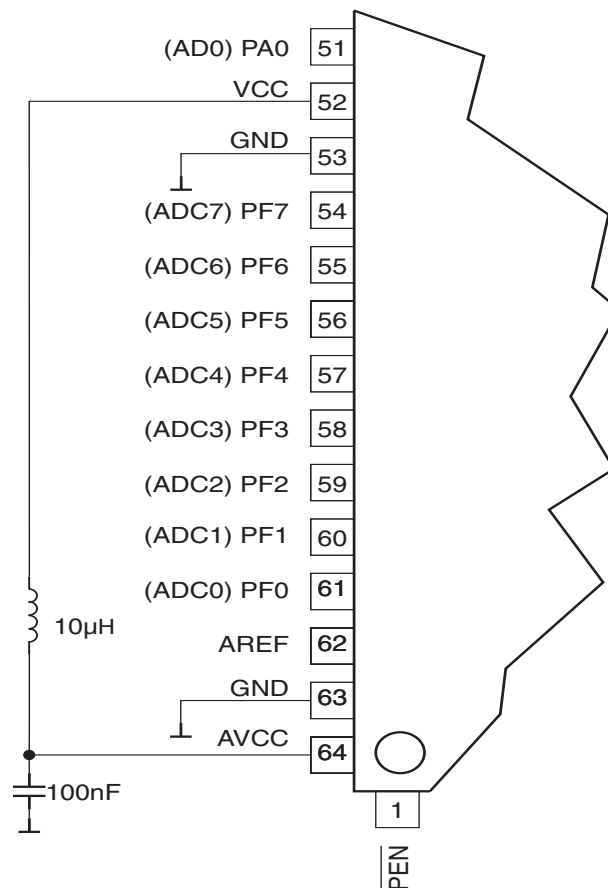 (AD0) PA0 51
VCC 52
GND 53
(ADC7) PF7 54
(ADC6) PF6 55
(ADC5) PF5 56
(ADC4) PF4 57
(ADC3) PF3 58
(ADC2) PF2 59
(ADC1) PF1 60
(ADC0) PF0 61
10μH
AREF 62
GND 63
AVCC 64
100nF
1
PEN